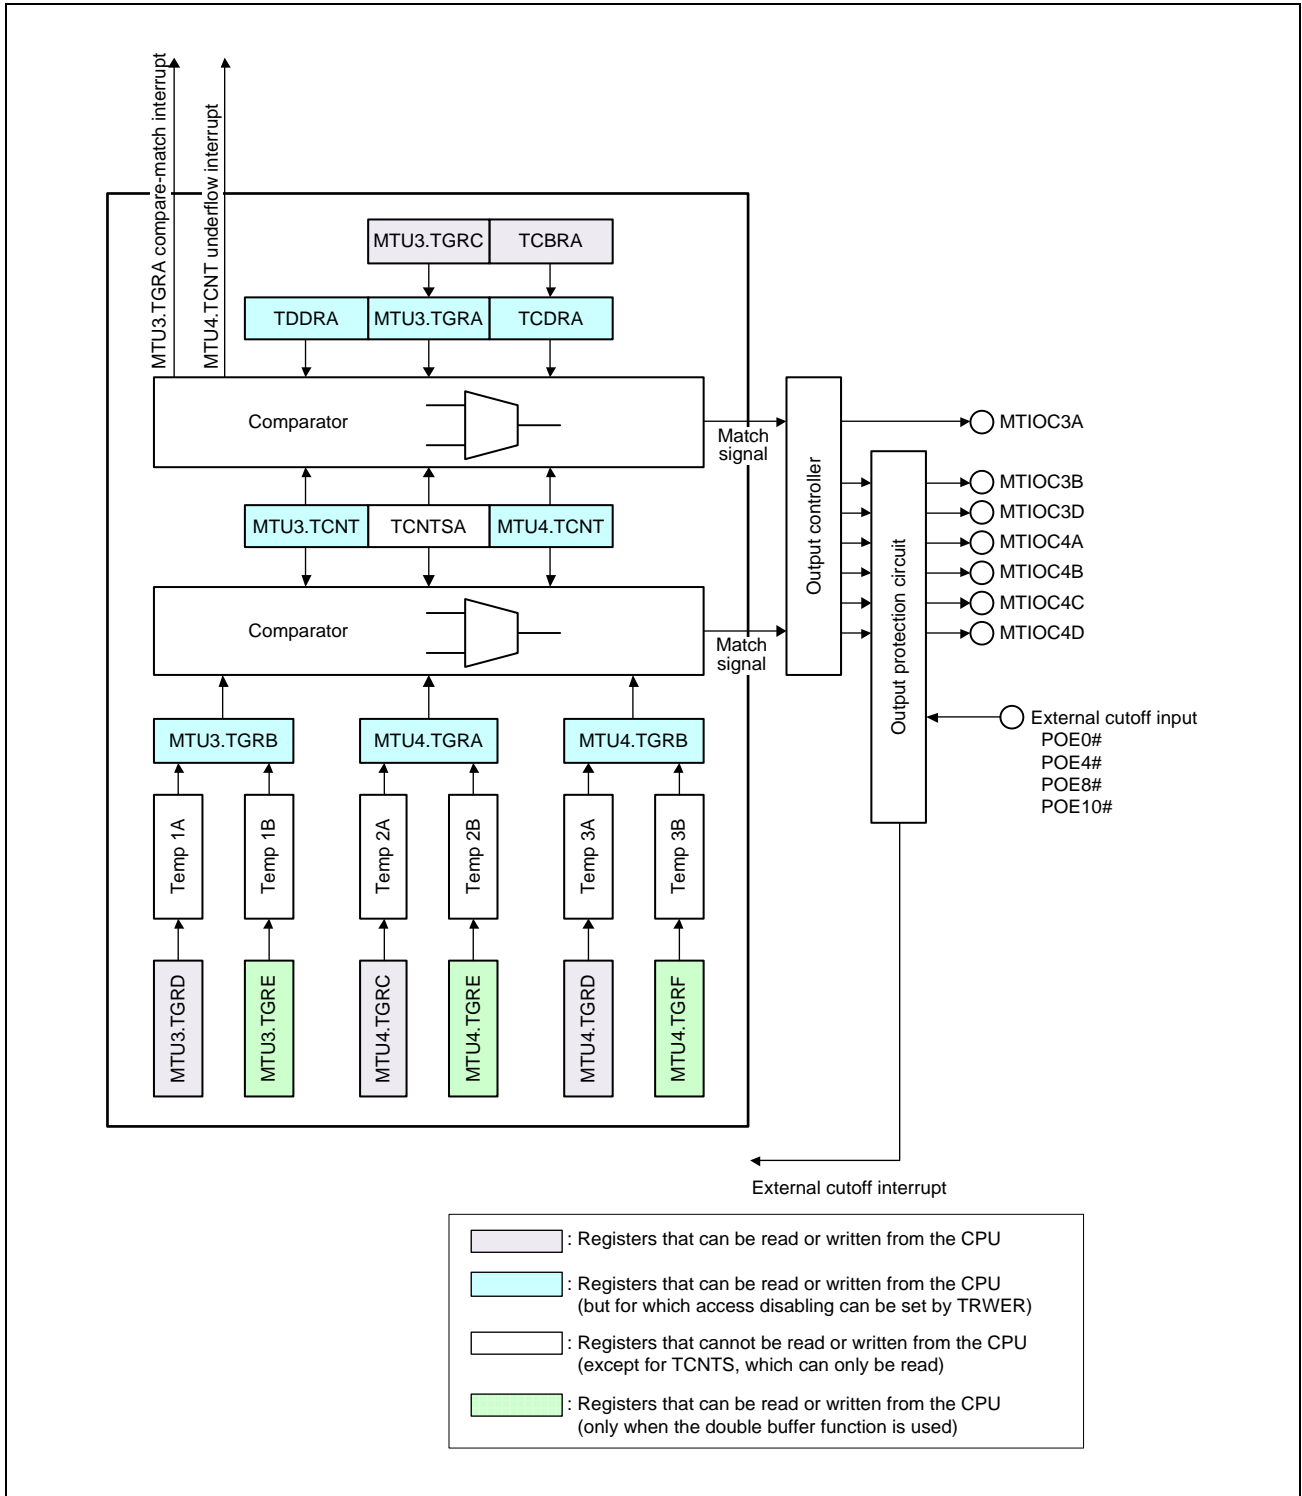 MTU3.TGRA compare-match interrupt
MTU4.TCNT underflow interrupt
MTU3.TGRC
TCBRA
TDDRA
MTU3.TGRA
TCDRA
Comparator
Match
signal
MTU3.TCNT
TCNTSA
MTU4.TCNT
Comparator
Match
signal
Output controller
Output protection circuit
MTIOC3A
MTIOC3B
MTIOC3D
MTIOC4A
MTIOC4B
MTIOC4C
MTIOC4D
External cutoff input
POE0#
POE4#
POE8#
POE10#
MTU3.TGRB
MTU4.TGRA
MTU4.TGRB
Temp 1A
Temp 1B
Temp 2A
Temp 2B
Temp 3A
Temp 3B
MTU3.TGRD
MTU3.TGRE
MTU4.TGRC
MTU4.TGRE
MTU4.TGRD
MTU4.TGRF
External cutoff interrupt
: Registers that can be read or written from the CPU
: Registers that can be read or written from the CPU
(but for which access disabling can be set by TRWER)
: Registers that cannot be read or written from the CPU
(except for TCNTS, which can only be read)
: Registers that can be read or written from the CPU
(only when the double buffer function is used)